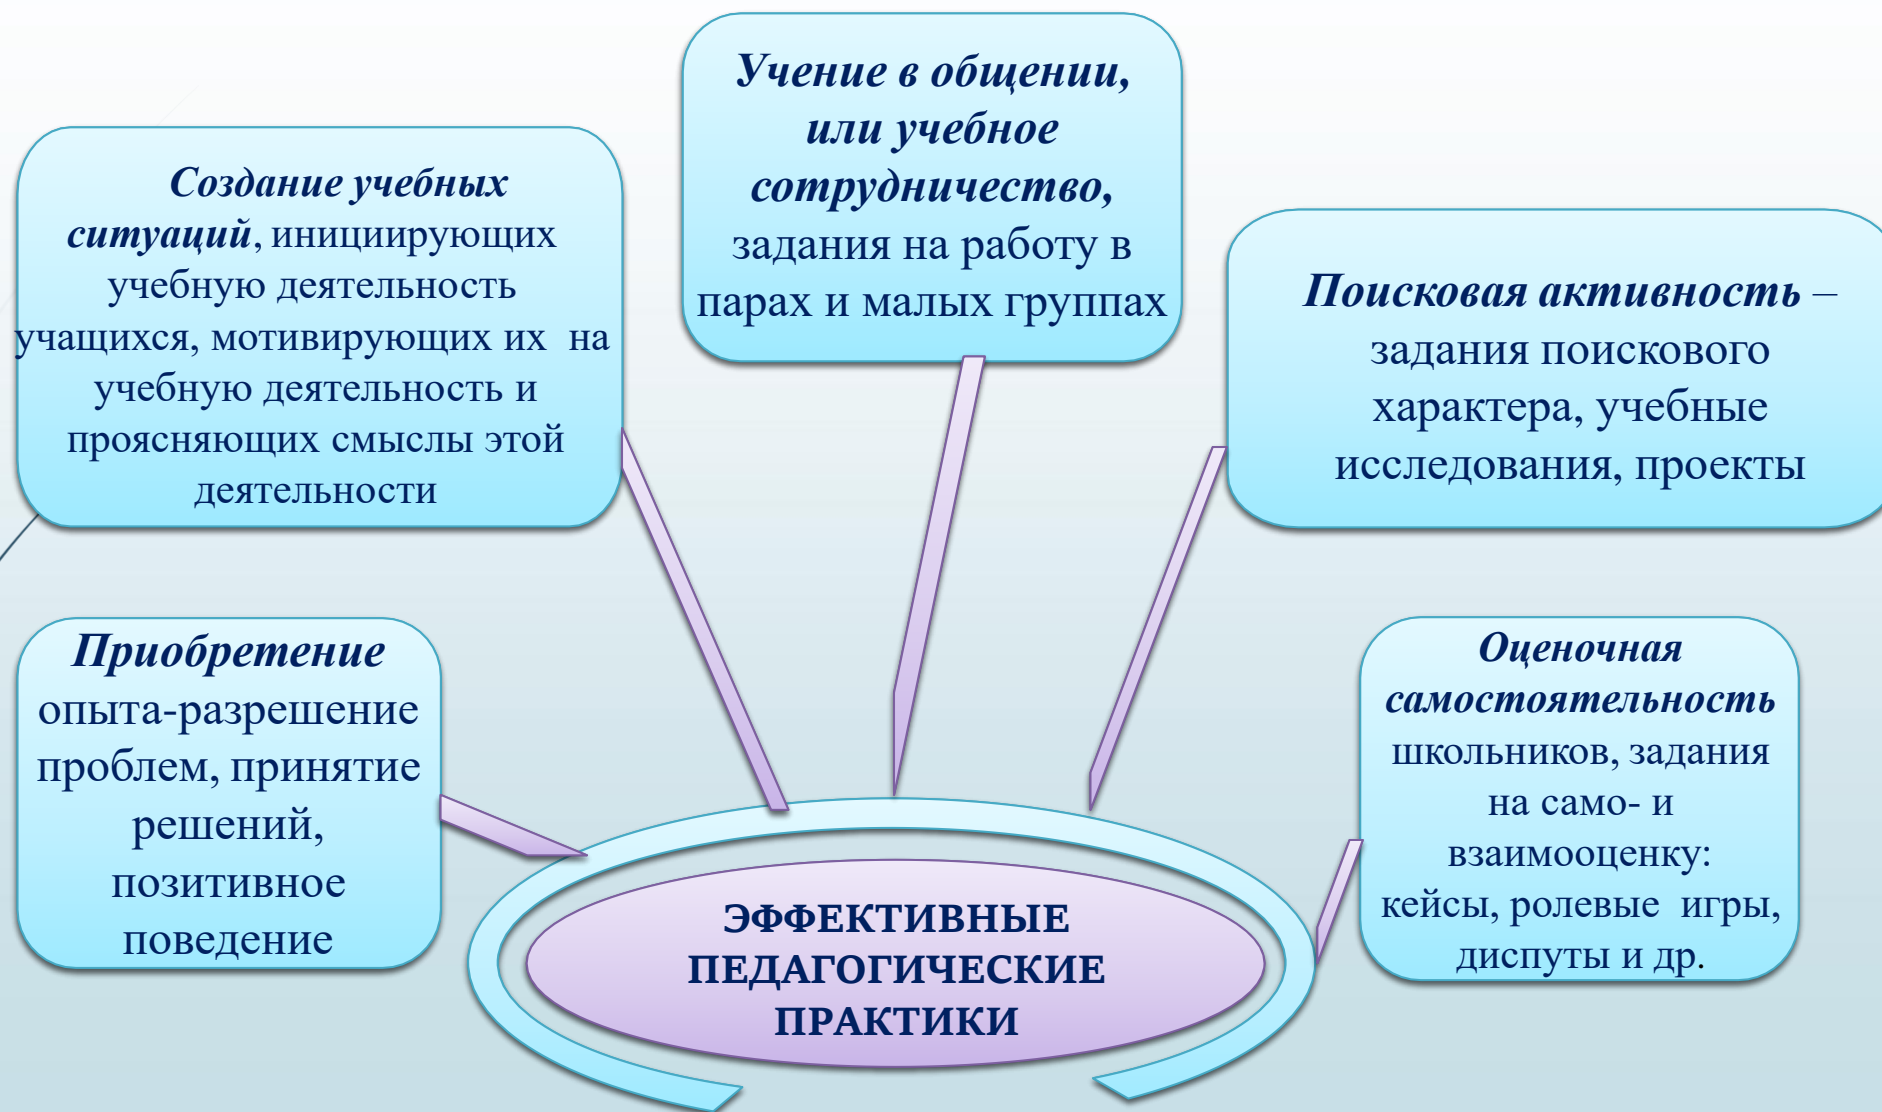 Учение в общении,
или учебное
сотрудничество,
задания на работу в
парах и малых группах
Создание учебных
ситуаций, инициирующих
учебную деятельность
учащихся, мотивирующих их на
учебную деятельность и
проясняющих смыслы этой
деятельности
Поисковая активность –
задания поискового
характера, учебные
исследования, проекты
Приобретение
опыта-разрешение
проблем, принятие
решений,
позитивное
поведение
Оценочная
самостоятельность
школьников, задания
на само- и
взаимооценку:
кейсы, ролевые игры,
диспуты и др.
ЭФФЕКТИВНЫЕ
ПЕДАГОГИЧЕСКИЕ
ПРАКТИКИ